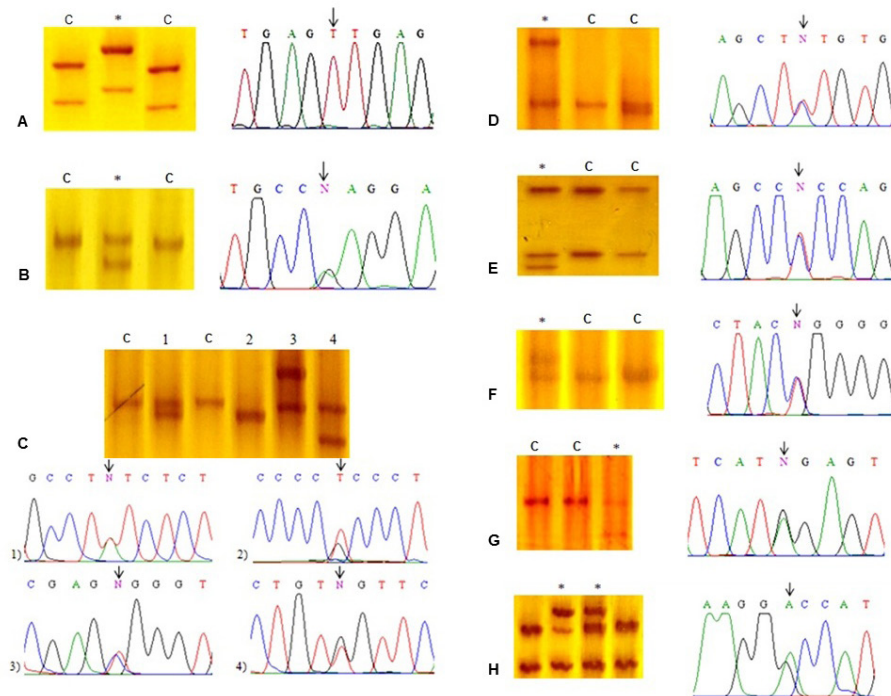 C * C
T G A G T T G A G
A
C * C
T G C C N A G G A
B
C 1 C 2 3 4
C
G C C T N T C T C T
1)
C C C C T C C C T
2)
C G A G N G G G T
3)
C T G T N G T T C
4)
* C C
A G C T N T G T G
D
* C C
A G C C N C C A G
E
* C C
C T A C N G G G G
F
C C *
T C A T N G A G T
G
* *
A A G G A C C A T
H